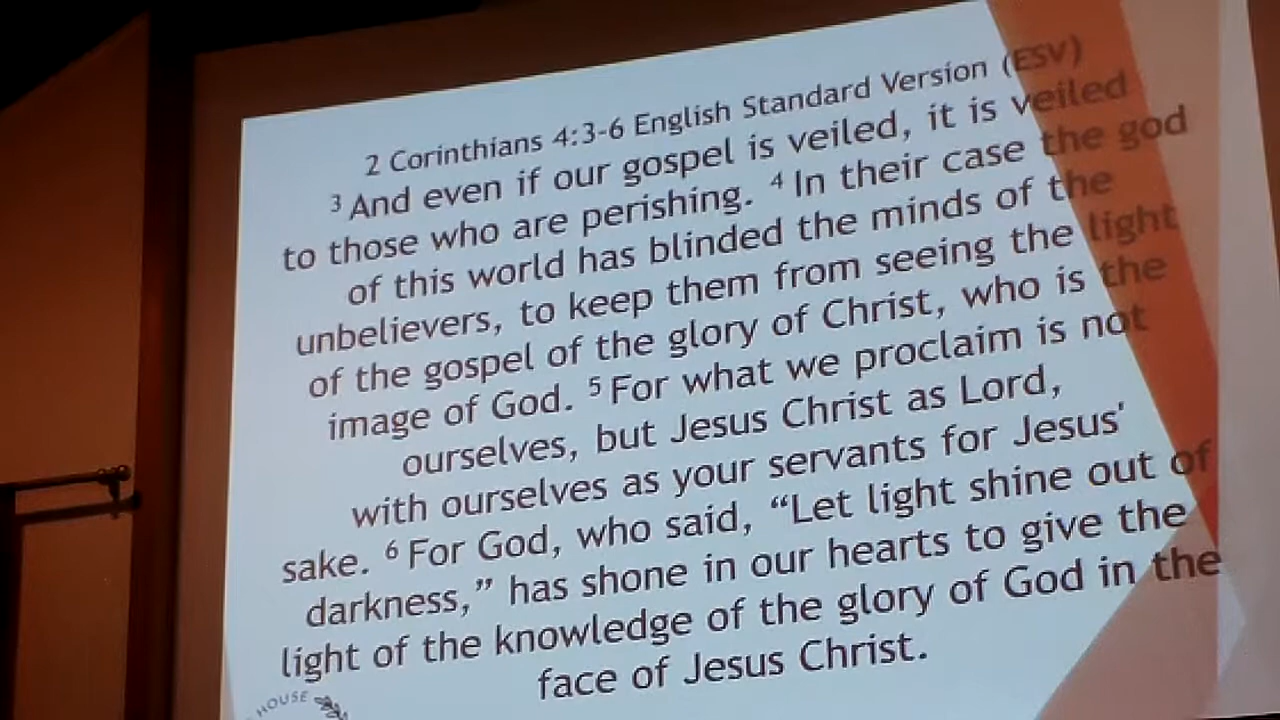 2 Corinthians 4:3-6 English Standard Version (ESV)
3 And even if our gospel is veiled, it is veiled
to those who are perishing. 4 In their case the god
of this world has blinded the minds of the
unbelievers, to keep them from seeing the light
of the gospel of the glory of Christ, who is the
image of God. 5 For what we proclaim is not
ourselves, but Jesus Christ as Lord,
with ourselves as your servants for Jesus’
sake. 6 For God, who said, “Let light shine out of
darkness,” has shone in our hearts to give the
light of the knowledge of the glory of God in the
face of Jesus Christ.
HOUSE